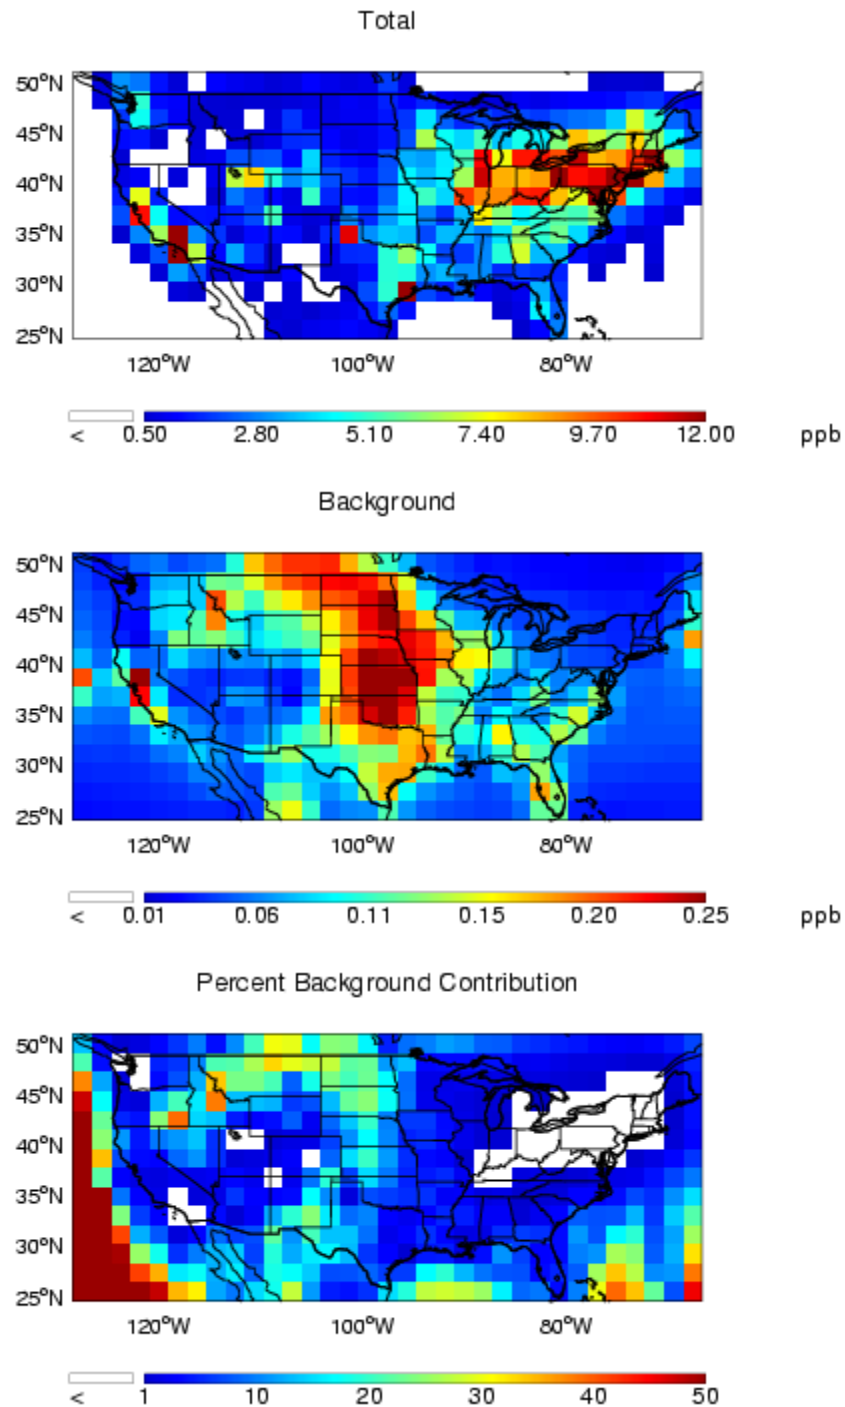 Total
50°N
45°N
40°N
35°N
30°N
25°N
120°W 100°W 80°W
< 0.50 2.80 5.10 7.40 9.70 12.00 ppb
Background
50°N
45°N
40°N
35°N
30°N
25°N
120°W 100°W 80°W
< 0.01 0.06 0.11 0.15 0.20 0.25 ppb
Percent Background Contribution
50°N
45°N
40°N
35°N
30°N
25°N
120°W 100°W 80°W
< 1 10 20 30 40 50